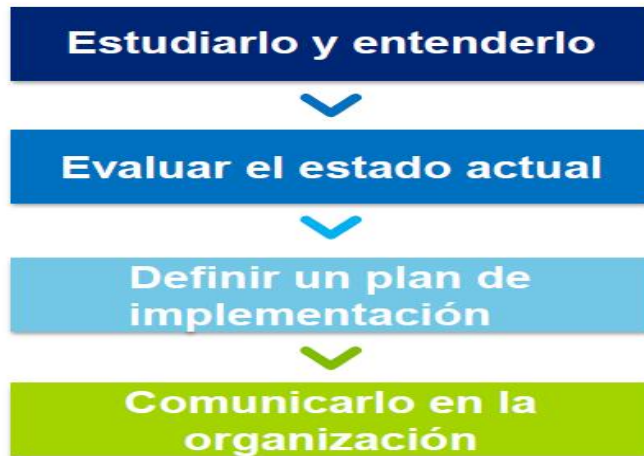 Estudiarlo y entenderlo
Evaluar el estado actual
Definir un plan de
implementación
Comunicarlo en la
organización